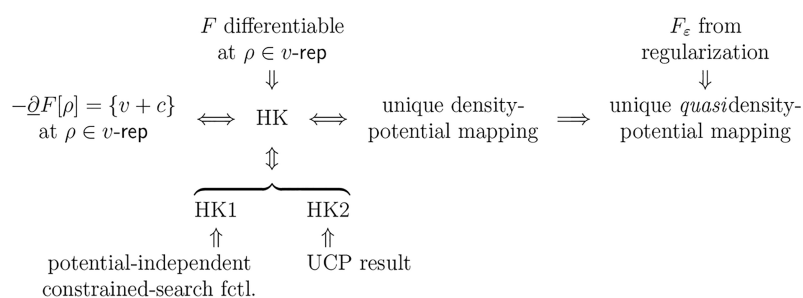 F differentiable
at ρ ∈ v-rep
⇓
F_ε from
regularization
⇓
−∂̲F[ρ] = {v + c}
at ρ ∈ v-rep
⟺ HK ⟺
unique density-
potential mapping
⟹
unique quasidensity-
potential mapping
⇕
HK1 HK2
⇑ ⇑
potential-independent
constrained-search fctl.
UCP result